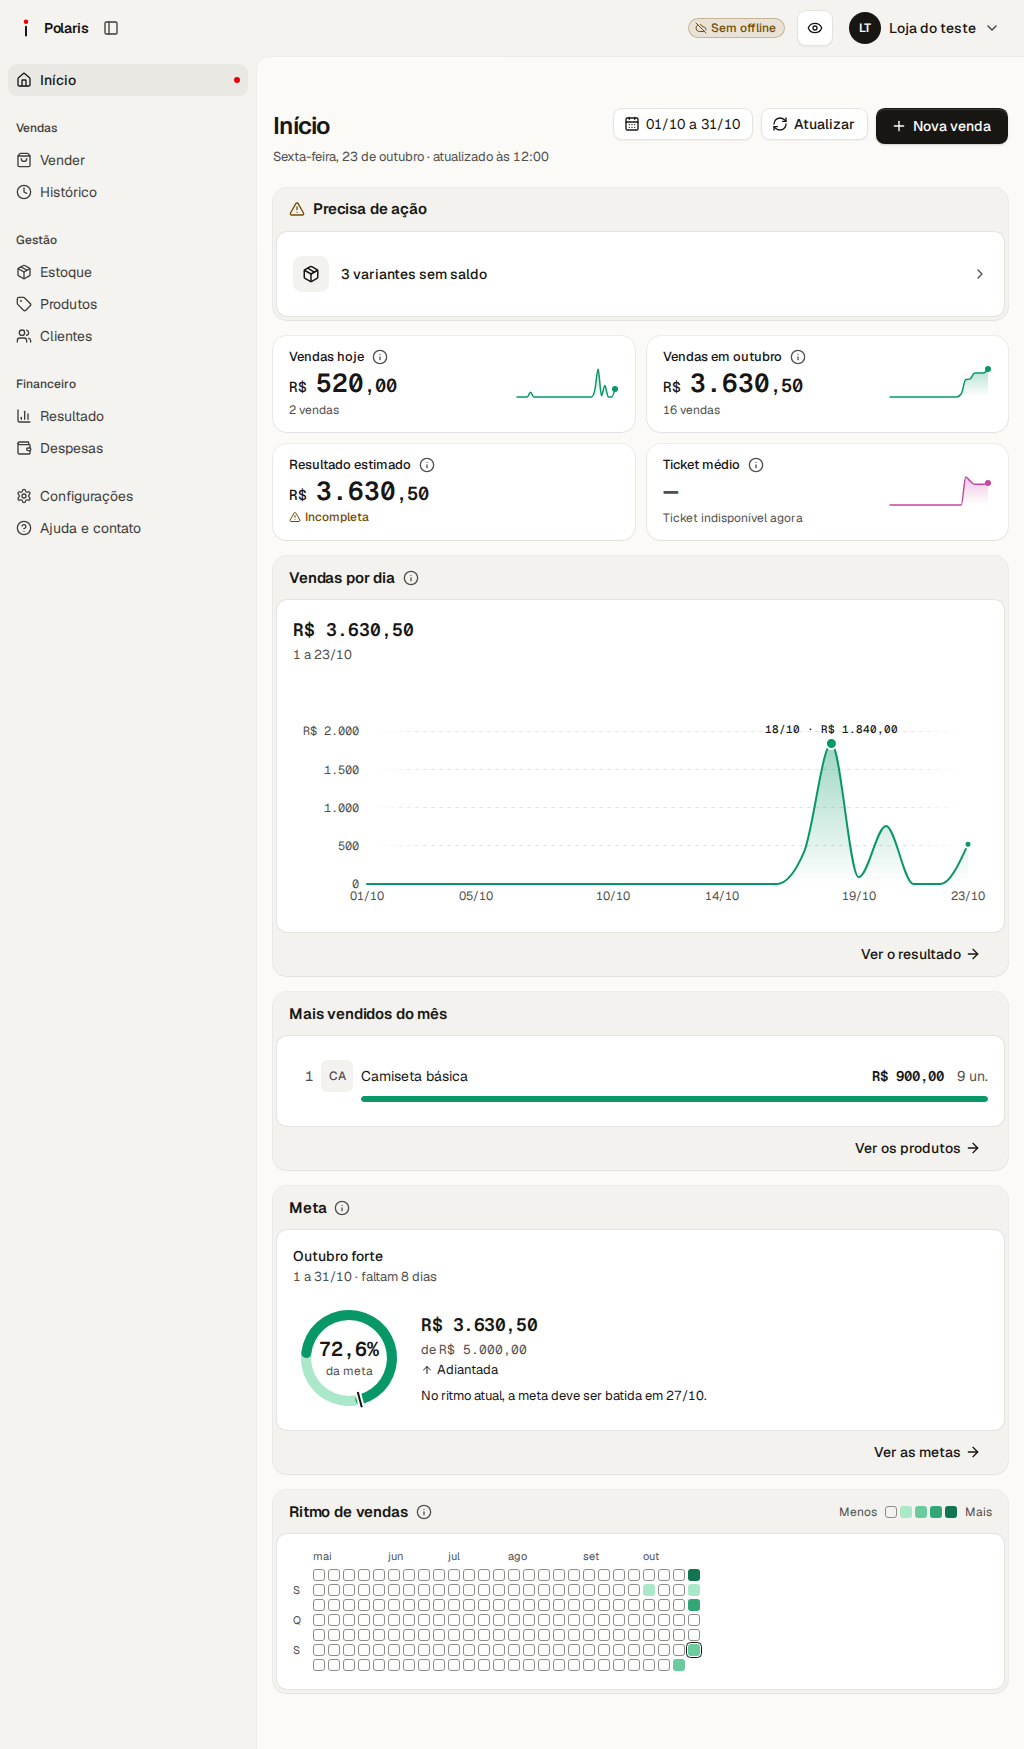 Polaris
Sem offline
LT
Loja do teste
Início
Vendas
Vender
Histórico
Gestão
Estoque
Produtos
Clientes
Financeiro
Resultado
Despesas
Configurações
Ajuda e contato
Início
01/10 a 31/10
Atualizar
Nova venda
Sexta-feira, 23 de outubro · atualizado às 12:00
Precisa de ação
3 variantes sem saldo
Vendas hoje
R$ 520,00
2 vendas
Vendas em outubro
R$ 3.630,50
16 vendas
Resultado estimado
R$ 3.630,50
Incompleta
Ticket médio
—
Ticket indisponível agora
Vendas por dia
R$ 3.630,50
1 a 23/10
18/10 · R$ 1.840,00
R$ 2.000
1.500
1.000
500
0
01/10 05/10 10/10 14/10 19/10 23/10
Ver o resultado
Mais vendidos do mês
1 CA Camiseta básica R$ 900,00 9 un.
Ver os produtos
Meta
Outubro forte
1 a 31/10 · faltam 8 dias
72,6%
da meta
R$ 3.630,50
de R$ 5.000,00
Adiantada
No ritmo atual, a meta deve ser batida em 27/10.
Ver as metas
Ritmo de vendas
Menos Mais
mai jun jul ago set out
S
Q
S